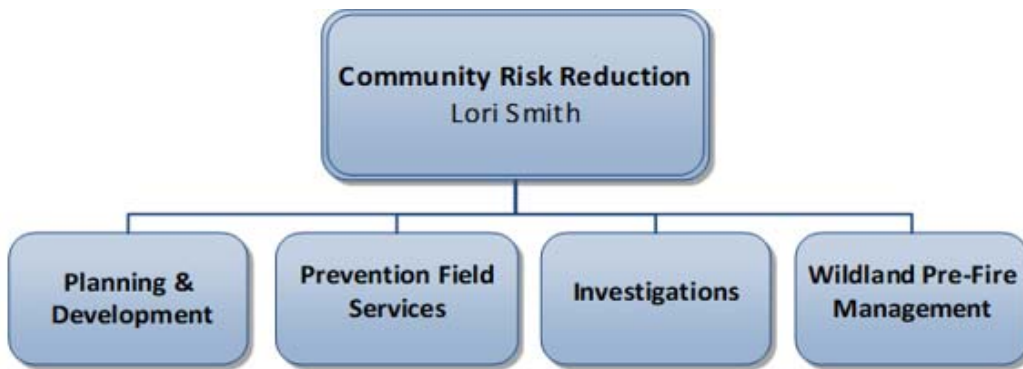 Community Risk Reduction
Lori Smith
Planning &
Development
Prevention Field
Services
Investigations
Wildland Pre-Fire
Management